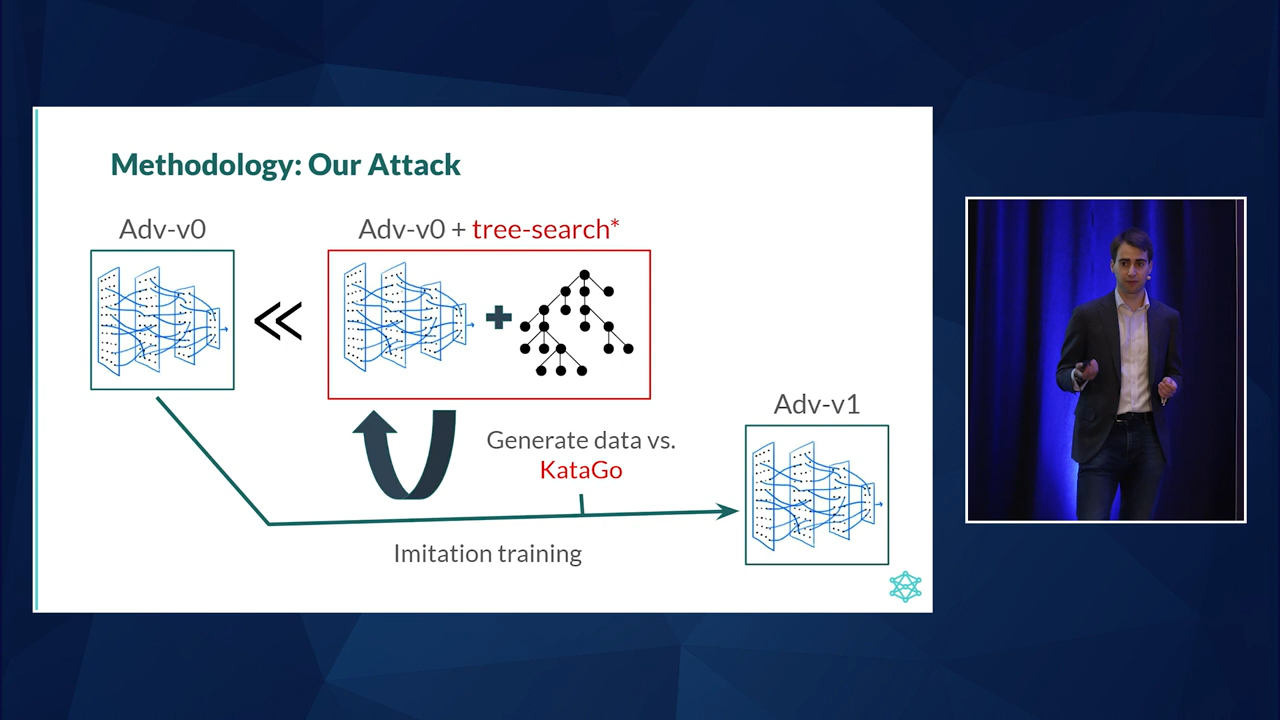 Methodology: Our Attack
Adv-v0
Adv-v0 + tree-search*
Generate data vs.
KataGo
Adv-v1
Imitation training